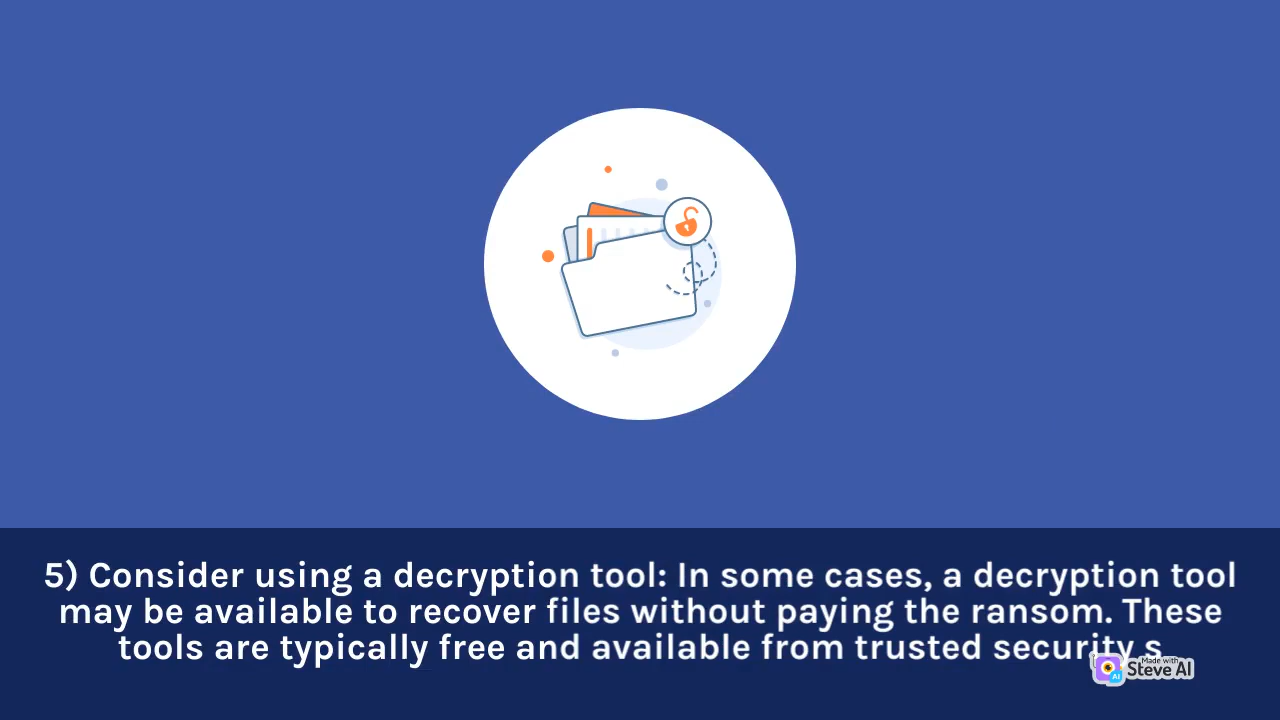 5) Consider using a decryption tool: In some cases, a decryption tool
may be available to recover files without paying the ransom. These
tools are typically free and available from trusted security s
Made with
Steve AI
AI